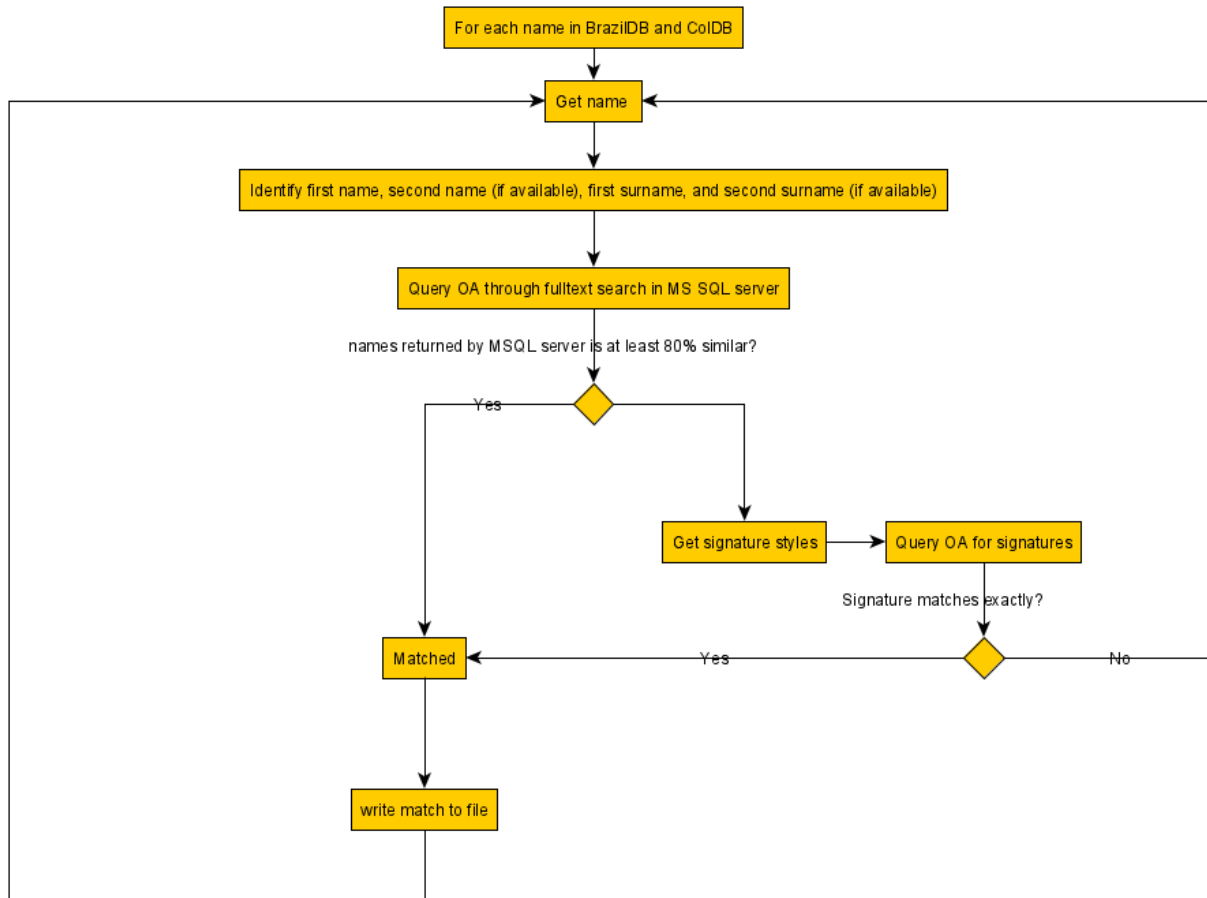 For each name in BrazilDB and ColDB
Get name
Identify first name, second name (if available), first surname, and second surname (if available)
Query OA through fulltext search in MS SQL server
names returned by MSQL server is at least 80% similar?
Yes
Get signature styles
Query OA for signatures
Signature matches exactly?
Matched
Yes
No
write match to file